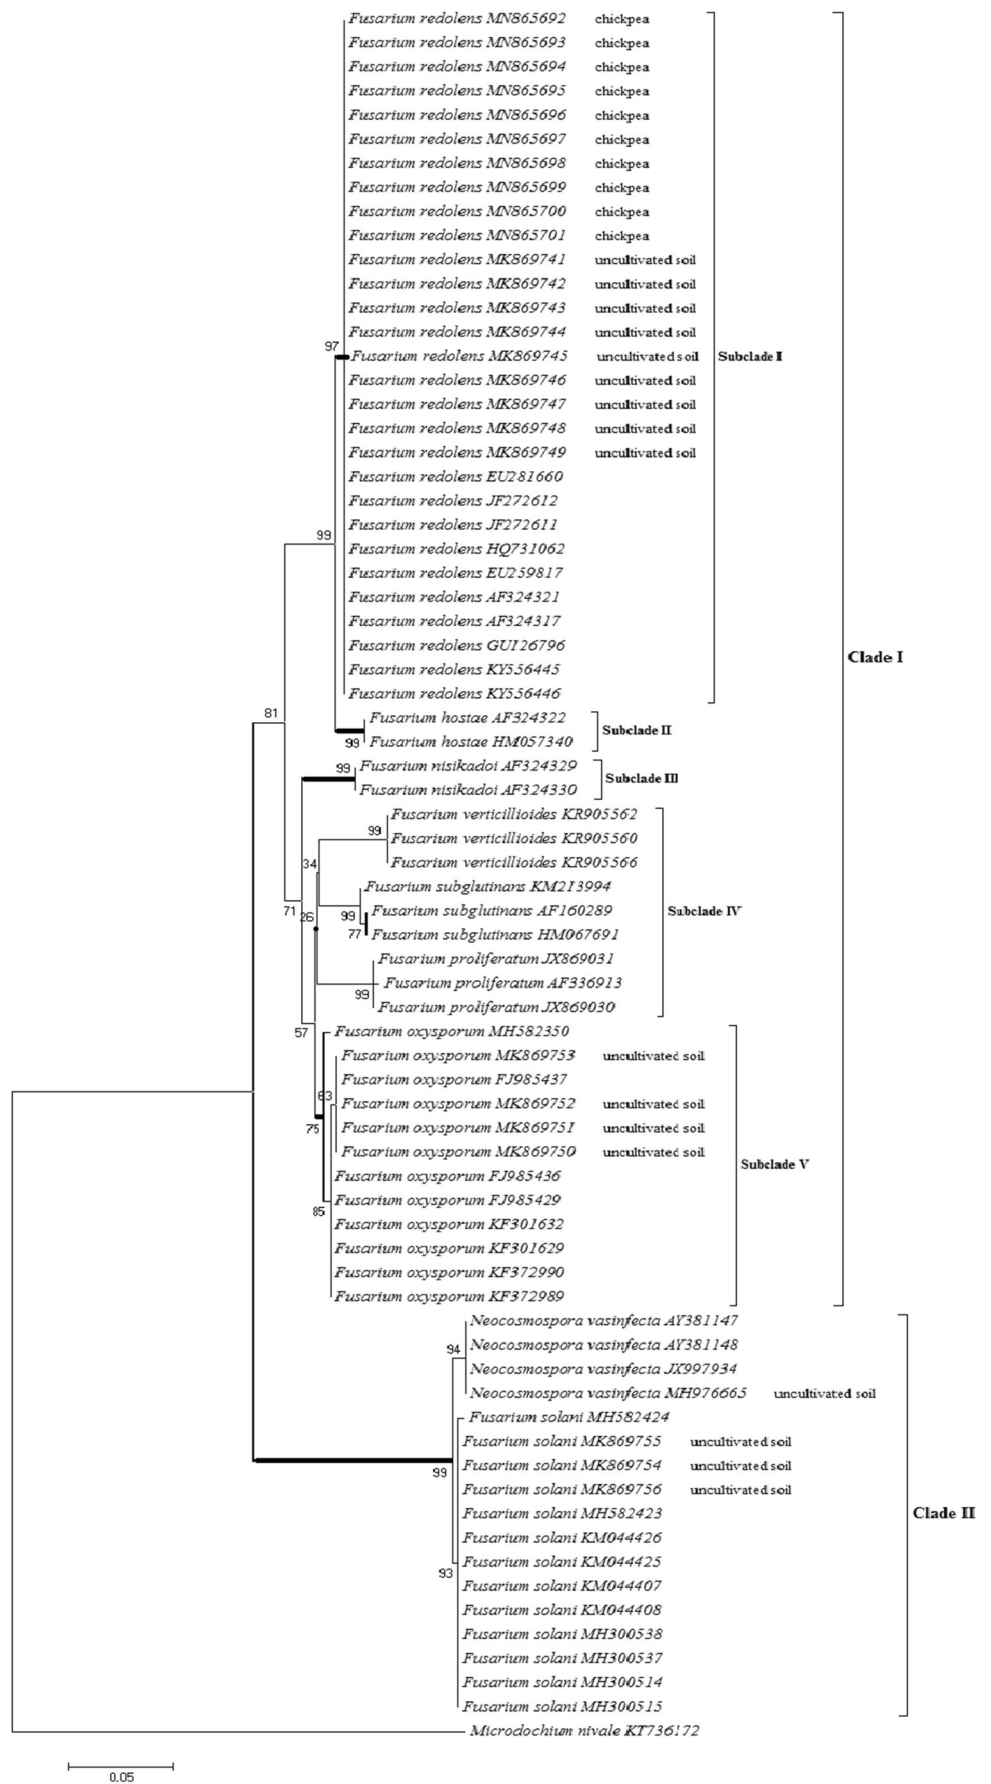 Fusarium redolens MN865692 chickpea
Fusarium redolens MN865693 chickpea
Fusarium redolens MN865694 chickpea
Fusarium redolens MN865695 chickpea
Fusarium redolens MN865696 chickpea
Fusarium redolens MN865697 chickpea
Fusarium redolens MN865698 chickpea
Fusarium redolens MN865699 chickpea
Fusarium redolens MN865700 chickpea
Fusarium redolens MN865701 chickpea
Fusarium redolens MK869741 uncultivated soil
Fusarium redolens MK869742 uncultivated soil
Fusarium redolens MK869743 uncultivated soil
Fusarium redolens MK869744 uncultivated soil
97
Fusarium redolens MK869745 uncultivated soil Subclade I
Fusarium redolens MK869746 uncultivated soil
Fusarium redolens MK869747 uncultivated soil
Fusarium redolens MK869748 uncultivated soil
Fusarium redolens MK869749 uncultivated soil
Fusarium redolens EU281660
Fusarium redolens JF272612
Fusarium redolens JF272611
99
Fusarium redolens HQ731062
Fusarium redolens EU259817
Fusarium redolens AF324321
Fusarium redolens AF324317
Fusarium redolens GU126796
Clade I
Fusarium redolens KY556445
Fusarium redolens KY556446
81
Fusarium hostae AF324322
Subclade II
99
Fusarium hostae HM057340
99
Fusarium nisikadoi AF324329
Subclade III
Fusarium nisikadoi AF324330
Fusarium verticillioides KR905562
99
Fusarium verticillioides KR905560
34
Fusarium verticillioides KR905566
Fusarium subglutinans KM213994
71 26 99
Fusarium subglutinans AF160289 Subclade IV
77
Fusarium subglutinans HM067691
Fusarium proliferatum JX869031
Fusarium proliferatum AF336913
99
Fusarium proliferatum JX869030
57
Fusarium oxysporum MH582350
Fusarium oxysporum MK869753 uncultivated soil
Fusarium oxysporum FJ985437
63
Fusarium oxysporum MK869752 uncultivated soil
75
Fusarium oxysporum MK869751 uncultivated soil
Fusarium oxysporum MK869750 uncultivated soil
Subclade V
Fusarium oxysporum FJ985436
Fusarium oxysporum FJ985429
85
Fusarium oxysporum KF301632
Fusarium oxysporum KF301629
Fusarium oxysporum KF372990
Fusarium oxysporum KF372989
Neocosmospora vasinfecta AY381147
94
Neocosmospora vasinfecta AY381148
Neocosmospora vasinfecta JX997934
Neocosmospora vasinfecta MH976665 uncultivated soil
Fusarium solani MH582424
Fusarium solani MK869755 uncultivated soil
99
Fusarium solani MK869754 uncultivated soil
Fusarium solani MK869756 uncultivated soil
Fusarium solani MH582423 Clade II
Fusarium solani KM044426
Fusarium solani KM044425
93
Fusarium solani KM044407
Fusarium solani KM044408
Fusarium solani MH300538
Fusarium solani MH300537
Fusarium solani MH300514
Fusarium solani MH300515
Microdochium nivale KT736172
0.05